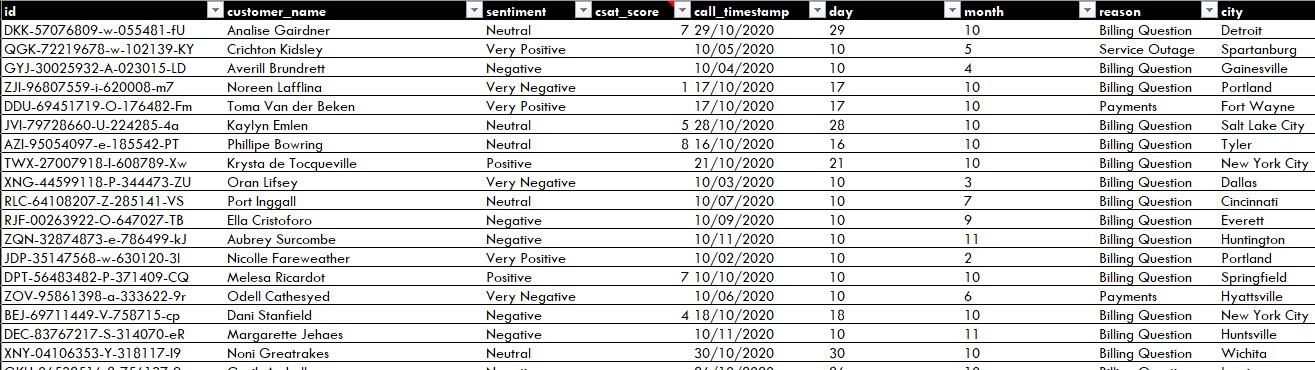 id customer_name sentiment csat_score call_timestamp day month reason city
DKK-57076809-w-055481-fU Analise Gairdner Neutral 7 29/10/2020 29 10 Billing Question Detroit
QGK-72219678-w-102139-KY Crichton Kidsley Very Positive 10/05/2020 10 5 Service Outage Spartanburg
GYJ-30025932-A-023015-LD Averill Brundrett Negative 10/04/2020 10 4 Billing Question Gainesville
ZJI-96807559-i-620008-m7 Noreen Lafflina Very Negative 1 17/10/2020 17 10 Billing Question Portland
DDU-69451719-O-176482-Fm Toma Van der Beken Very Positive 17/10/2020 17 10 Payments Fort Wayne
JVI-79728660-U-224285-4a Kaylyn Emlen Neutral 5 28/10/2020 28 10 Billing Question Salt Lake City
AZI-95054097-e-185542-PT Phillipe Bowring Neutral 8 16/10/2020 16 10 Billing Question Tyler
TWX-27007918-I-608789-Xw Krysta de Tocqueville Positive 21/10/2020 21 10 Billing Question New York City
XNG-44599118-P-344473-ZU Oran Lifsey Very Negative 10/03/2020 10 3 Billing Question Dallas
RLC-64108207-Z-285141-VS Port Inggall Neutral 10/07/2020 10 7 Billing Question Cincinnati
RJF-00263922-O-647027-TB Ella Cristoforo Negative 10/09/2020 10 9 Billing Question Everett
ZQN-32874873-e-786499-kJ Aubrey Surcombe Negative 10/11/2020 10 11 Billing Question Huntington
JDP-35147568-w-630120-3I Nicolle Fareweather Very Positive 10/02/2020 10 2 Billing Question Portland
DPT-56483482-P-371409-CQ Melesa Ricardot Positive 7 10/10/2020 10 10 Billing Question Springfield
ZOV-95861398-a-333622-9r Odell Cathesyed Very Negative 10/06/2020 10 6 Payments Hyattsville
BEJ-69711449-V-758715-cp Dani Stanfield Negative 4 18/10/2020 18 10 Billing Question New York City
DEC-83767217-S-314070-eR Margarette Jehaes Negative 10/11/2020 10 11 Billing Question Huntsville
XNY-04106353-Y-318117-I9 Noni Greatrakes Neutral 30/10/2020 30 10 Billing Question Wichita